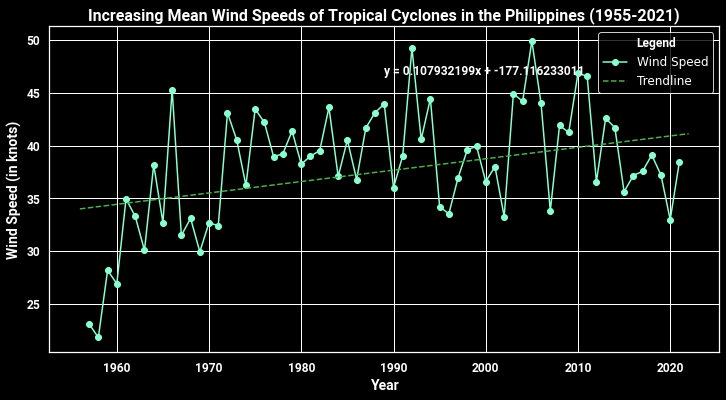 Increasing Mean Wind Speeds of Tropical Cyclones in the Philippines (1955-2021)
50
45
40
35
30
25
Wind Speed (in knots)
y = 0.107932199x + -177.116233011
Legend
Wind Speed
Trendline
1960
1970
1980
1990
2000
2010
2020
Year